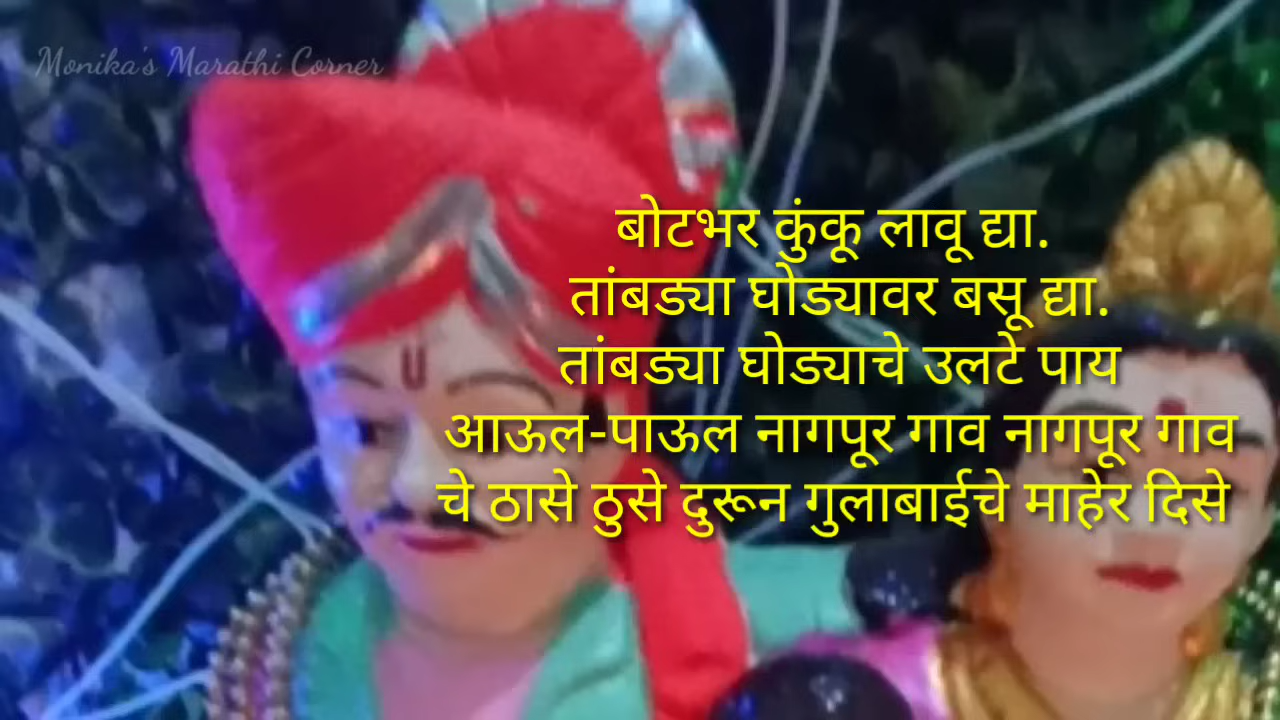 Monika's Marathi Corner
बोटभर कुंकू लावू द्या.
तांबड्या घोड्यावर बसू द्या.
तांबड्या घोड्याचे उलटे पाय
आऊल-पाऊल नागपूर गाव नागपूर गाव
चे ठासे ठुसे दुरून गुलाबाईचे माहेर दिसे